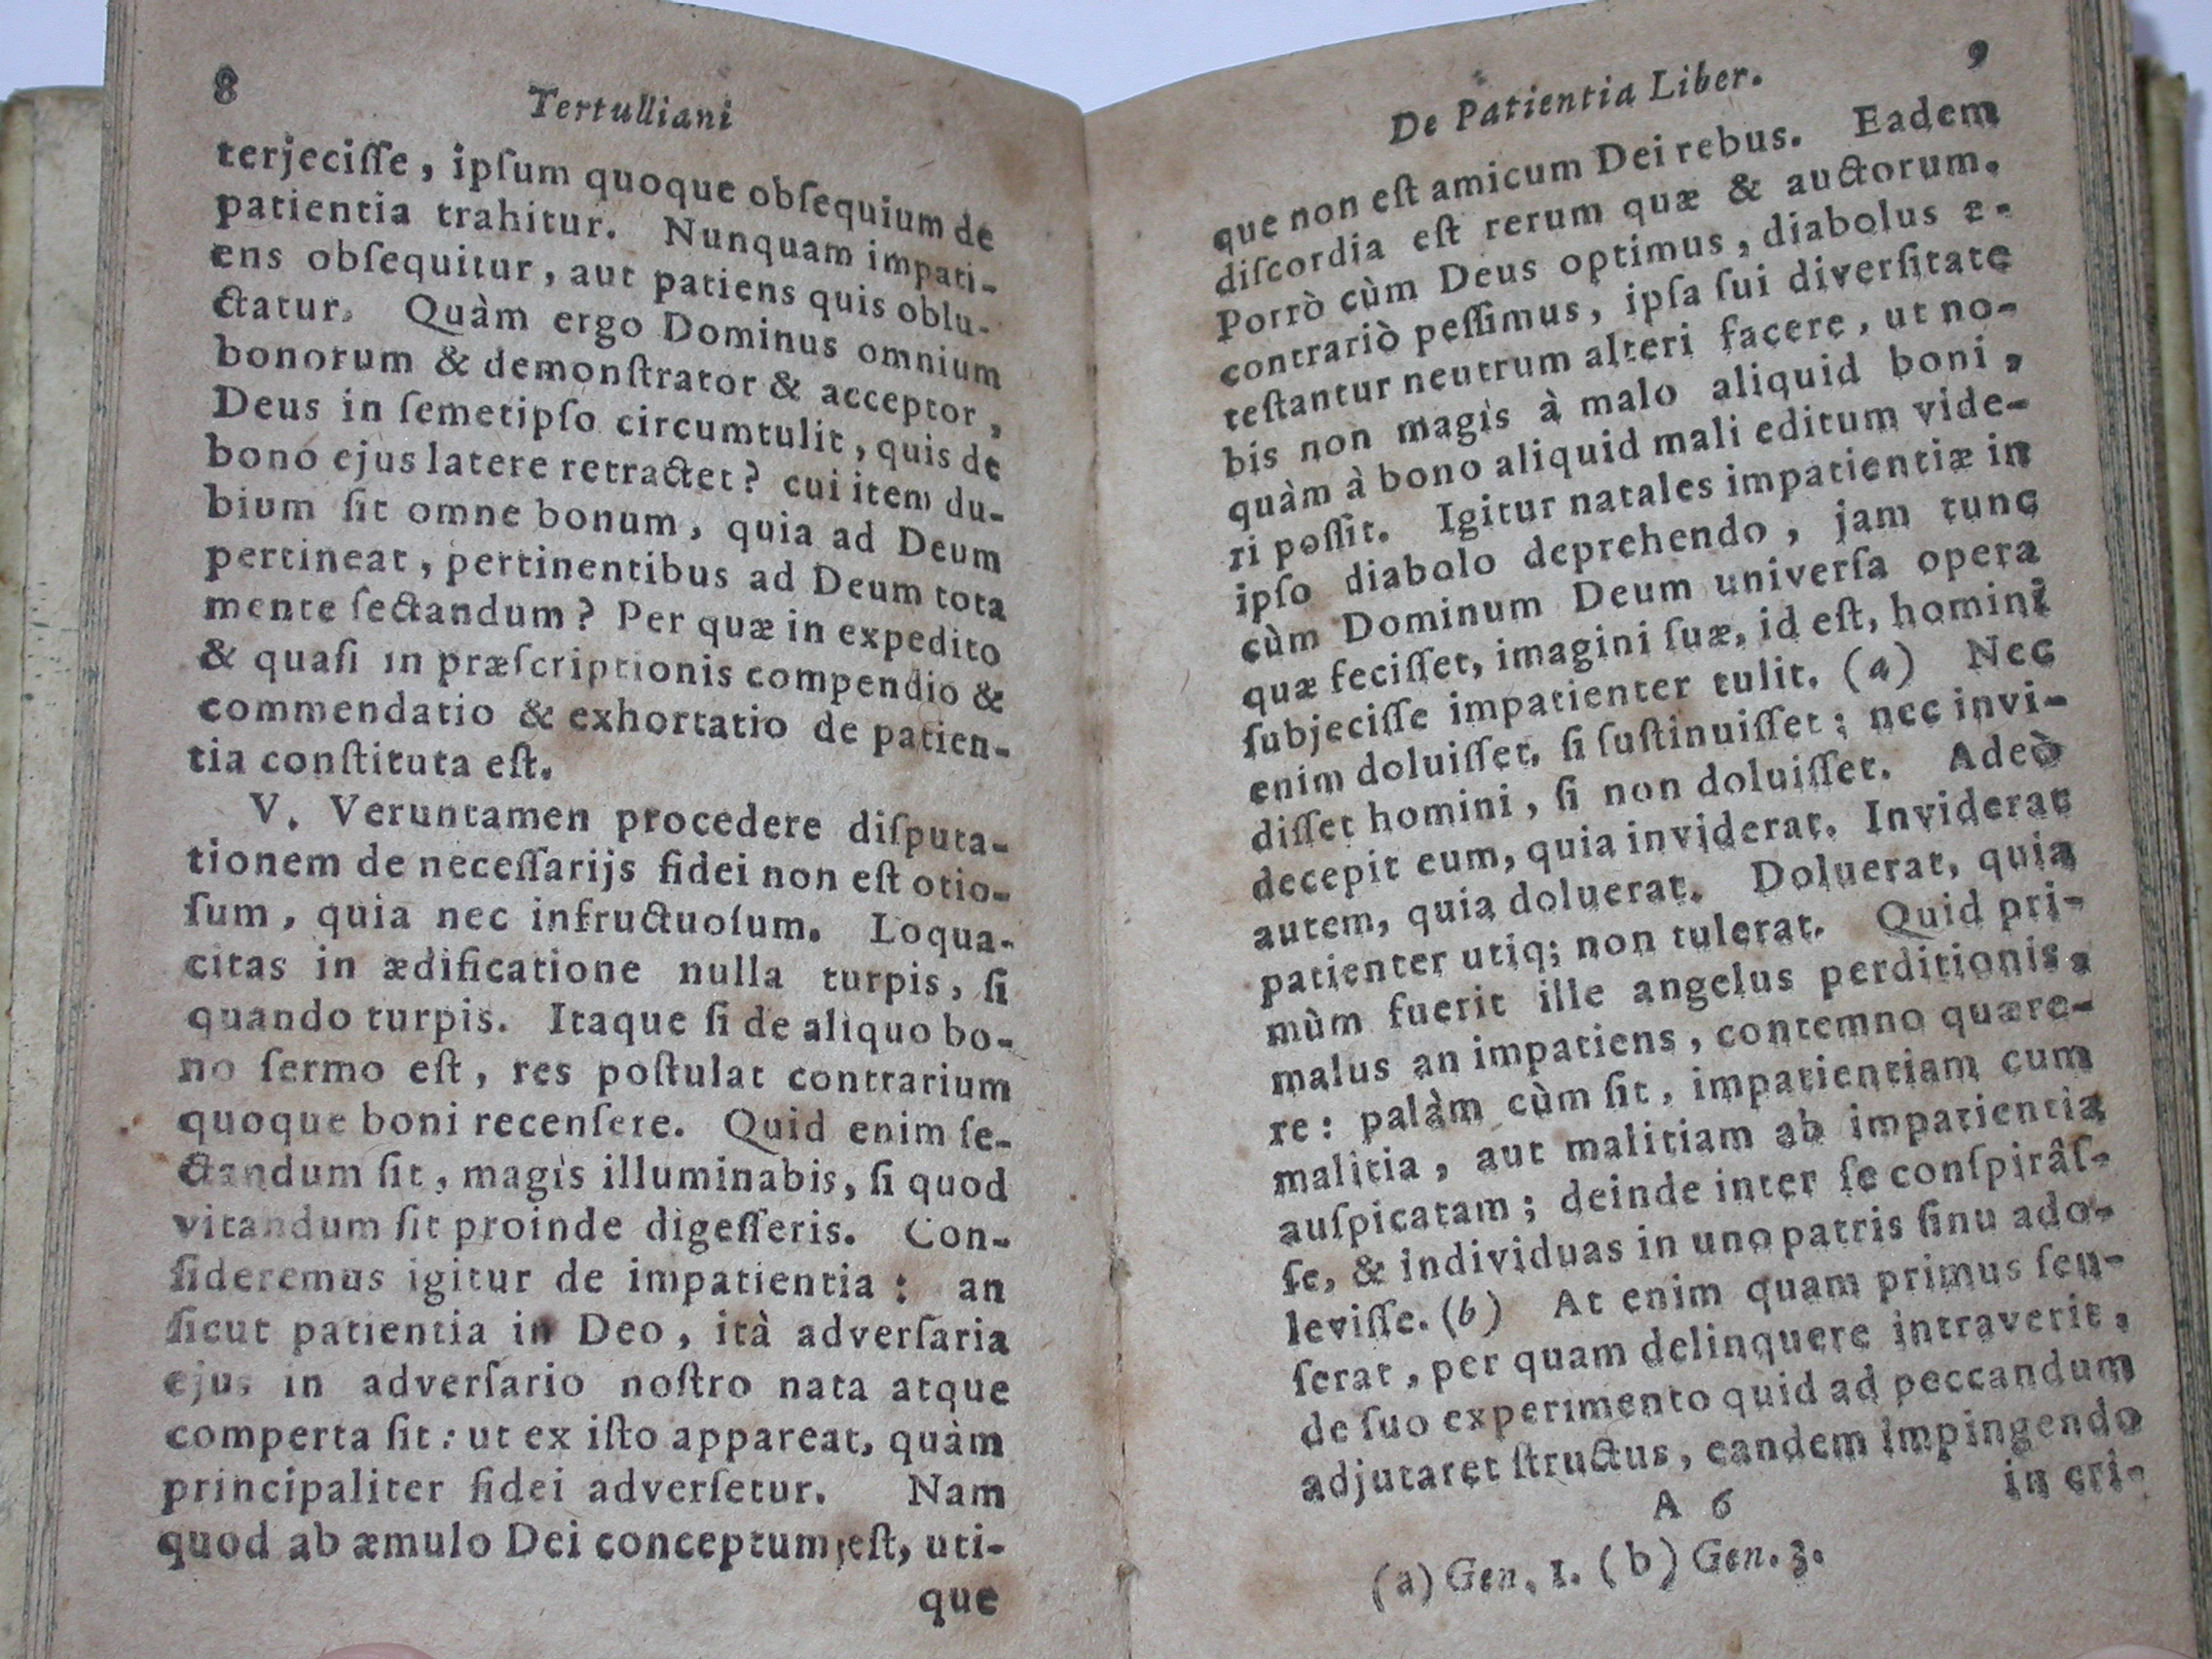 8
Tertulliani
terjeciſſe, ipſum quoque obſequium de
patientia trahitur. Nunquam impati-
ens obſequitur, aut patiens quis oblu-
ctatur. Quàm ergo Dominus omnium
bonorum & demonſtrator & acceptor,
Deus in ſemetipſo circumtulit, quis de
bono ejus latere retractet? cui item du-
bium ſit omne bonum, quia ad Deum
pertineat, pertinentibus ad Deum tota
mente ſectandum? Per quæ in expedito
& quaſi in præſcriptionis compendio &
commendatio & exhortatio de patien-
tia conſtituta eſt.
V. Veruntamen procedere diſputa-
tionem de neceſſarijs fidei non eſt otio-
ſum, quia nec infructuoſum. Loqua-
citas in ædificatione nulla turpis, ſi
quando turpis. Itaque ſi de aliquo bo-
no ſermo eſt, res poſtulat contrarium
quoque boni recenſere. Quid enim ſe-
ctandum ſit, magis illuminabis, ſi quod
vitandum ſit proinde digeſſeris. Con-
ſideremus igitur de impatientia: an
ſicut patientia in Deo, ità adverſaria
ejus in adverſario noſtro nata atque
comperta ſit: ut ex iſto appareat, quàm
principaliter fidei adverſetur. Nam
quod ab æmulo Dei conceptum eſt, uti-
que
De Patientia Liber.
9
que non eſt amicum Dei rebus. Eadem
diſcordia eſt rerum quæ & auctorum.
Porrò cùm Deus optimus, diabolus e-
contrariò peſſimus, ipſa ſui diverſitate
teſtantur neutrum alteri facere, ut no-
bis non magis à malo aliquid boni,
quàm à bono aliquid mali editum vide-
ri poſſit. Igitur natales impatientiæ in
ipſo diabolo deprehendo, jam tunc
cùm Dominum Deum univerſa opera
quæ feciſſet, imagini ſuæ, id eſt, homini
ſubjeciſſe impatienter tulit. (a) Nec
enim doluiſſet, ſi ſuſtinuiſſet; nec invi-
diſſet homini, ſi non doluiſſet. Adeò
decepit eum, quia inviderat. Inviderat
autem, quia doluerat. Doluerat, quia
patienter utiq; non tulerat. Quid pri-
mùm fuerit ille angelus perditionis,
malus an impatiens, contemno quære-
re: palàm cùm ſit, impatientiam cum
malitia, aut malitiam ab impatientia
auſpicatam; deinde inter ſe conſpirâſ-
ſe, & individuas in uno patris ſinu ado-
leviſſe. (b) At enim quam primus ſen-
ſerat, per quam delinquere intraverit,
de ſuo experimento quid ad peccandum
adjutaret ſtructus, eandem impingendo
A 6
in cri-
(a) Gen. 1. (b) Gen. 3.